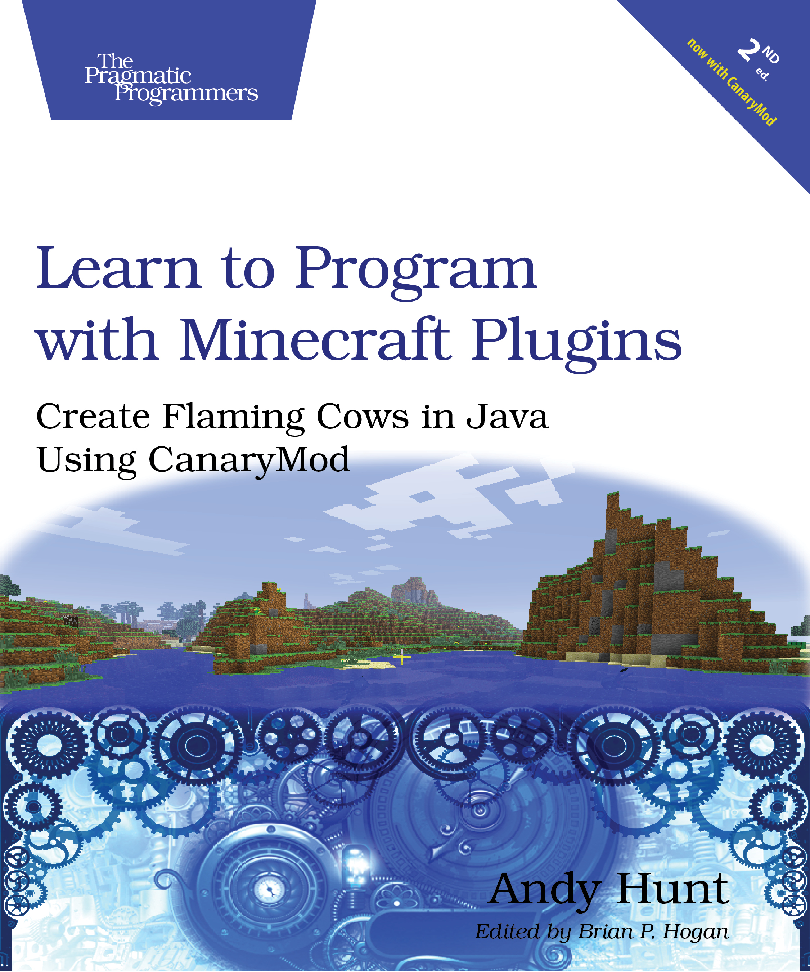 The
Pragmatic
Programmers
2ND
ed.
now with CanaryMod
Learn to Program
with Minecraft Plugins
Create Flaming Cows in Java
Using CanaryMod
Andy Hunt
Edited by Brian P. Hogan